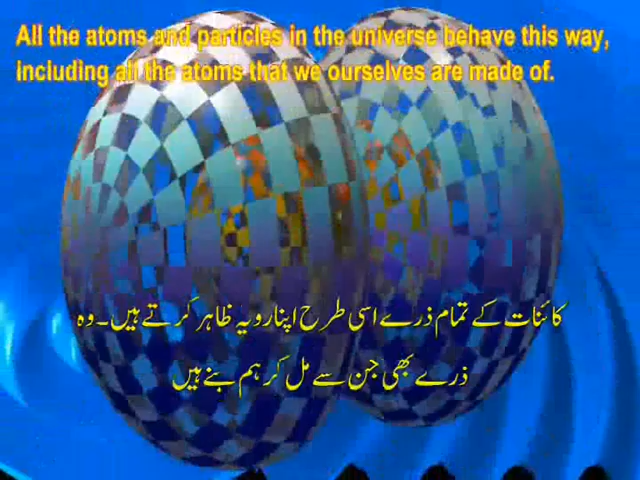 All the atoms and particles in the universe behave this way,
including all the atoms that we ourselves are made of.
کائنات کے تمام ذرے اسی طرح اپنا رویہ ظاہر کرتے ہیں۔ وہ
ذرے بھی جن سے مل کر ہم بنے ہیں